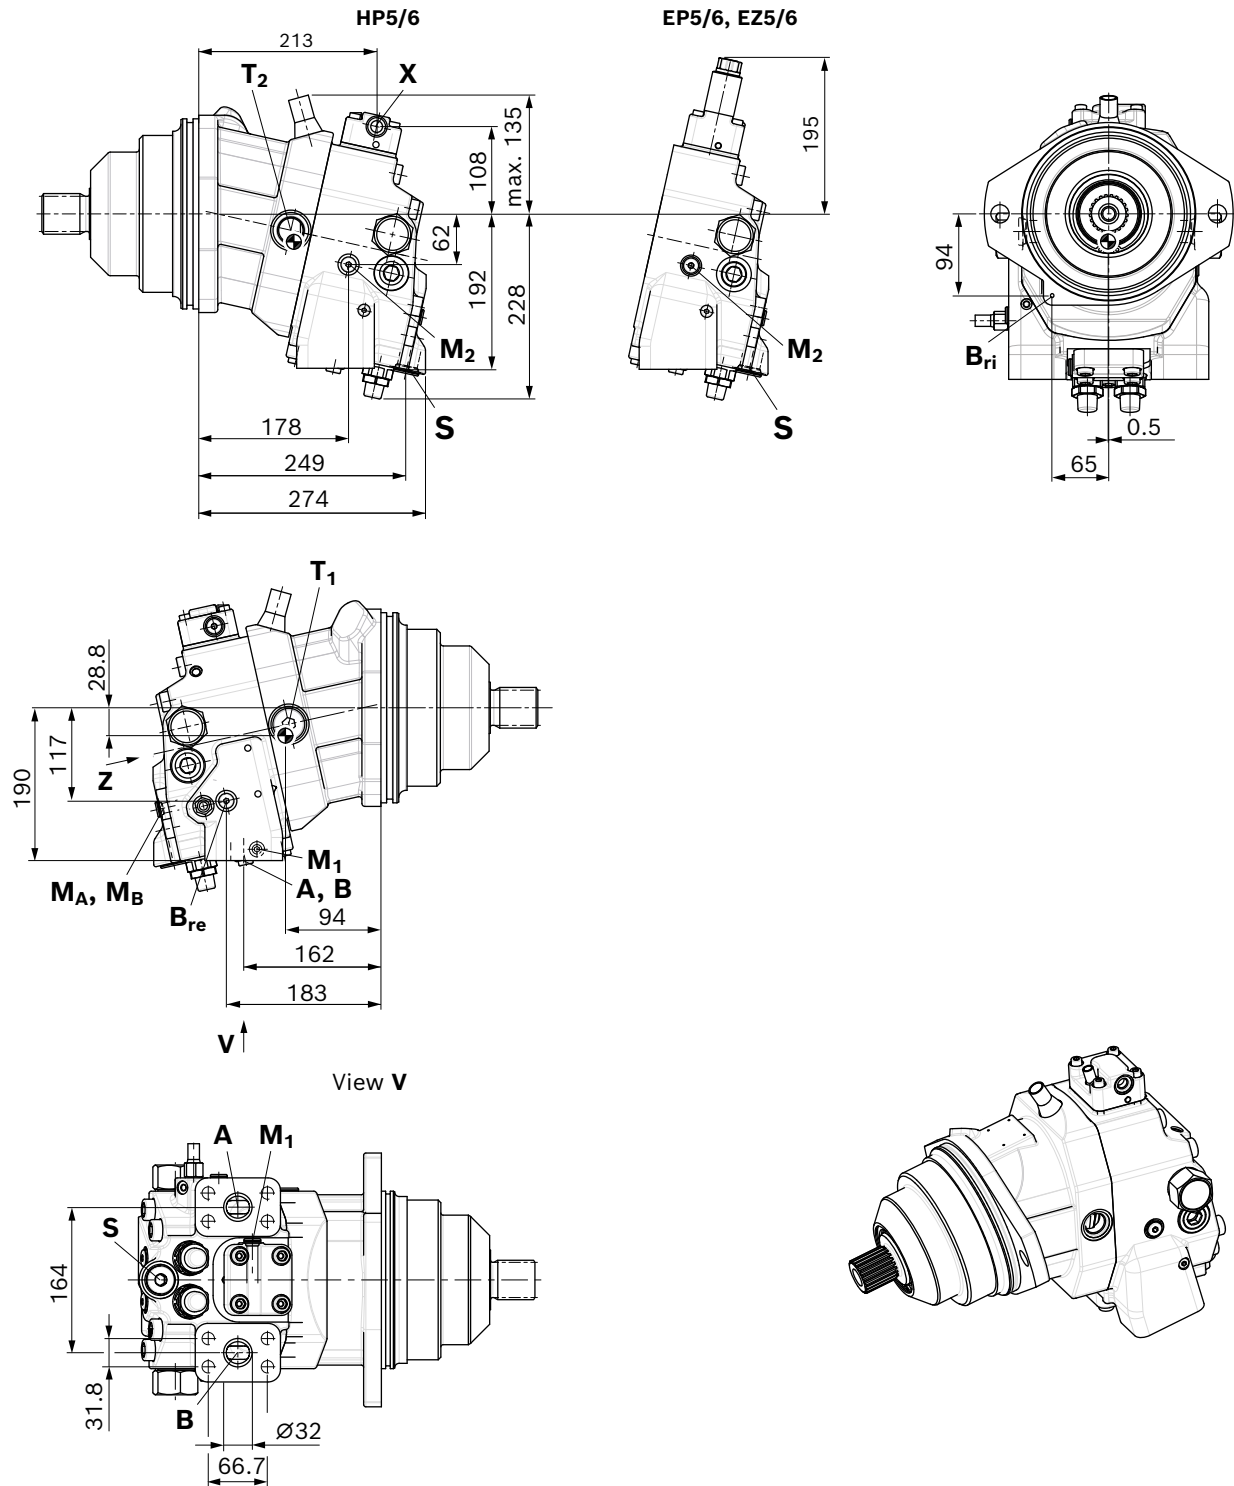 HP5/6
EP5/6, EZ5/6
213
T2
X
max. 135
108
195
62
192
228
94
M2
M2
Bri
S
S
178
249
274
0.5
65
T1
28.8
117
190
Z
MA, MB
M1
A, B
Bre
94
162
183
V
View V
A
M1
S
164
31.8
B
Ø32
66.7